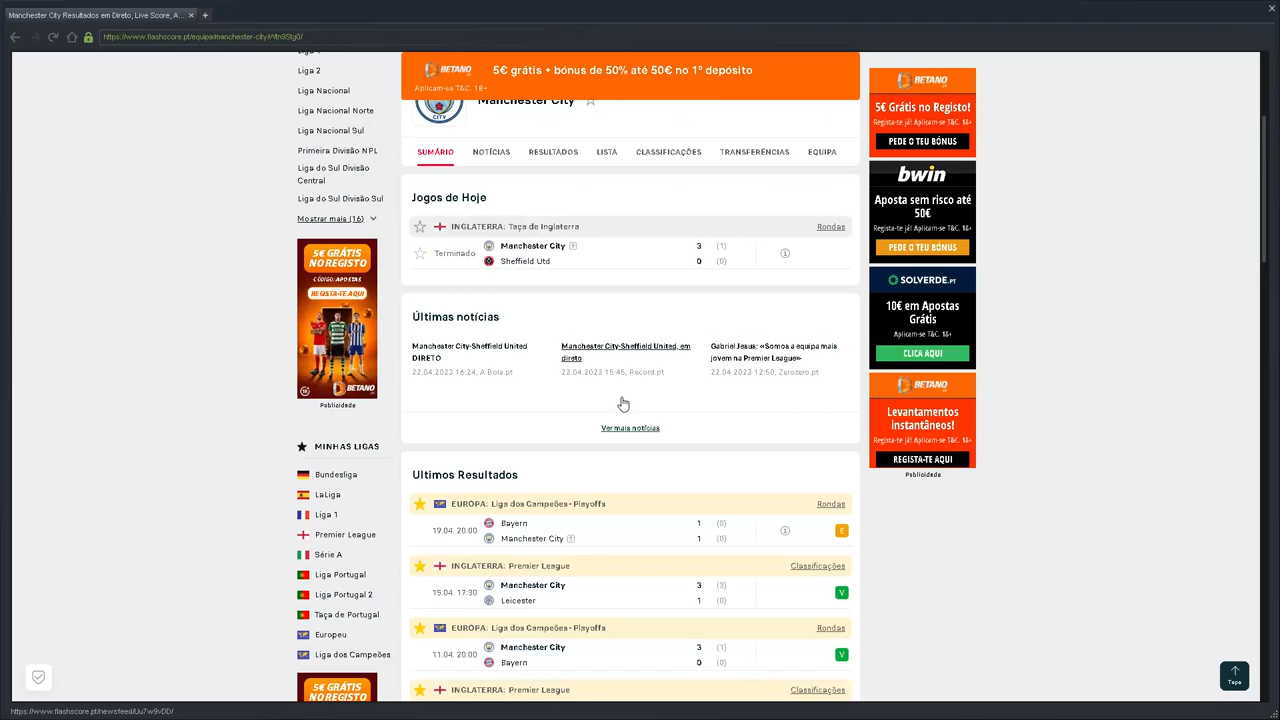 Manchester City Resultados em Direto, Live Score, A...
https://www.flashscore.pt/equipa/manchester-city/Wtn9Stg0/
Liga 2
Liga Nacional
Liga Nacional Norte
Liga Nacional Sul
Primeira Divisão NPL
Liga do Sul Divisão
Central
Liga do Sul Divisão Sul
Mostrar mais (16)
5€ GRÁTIS
NO REGISTO
CÓDIGO: APOSTAS
REGISTA-TE AQUI
BETANO
Publicidade
MINHAS LIGAS
Bundesliga
LaLiga
Liga 1
Premier League
Série A
Liga Portugal
Liga Portugal 2
Taça de Portugal
Europeu
Liga dos Campeões
5€ GRÁTIS
NO REGISTO
BETANO
5€ grátis + bónus de 50% até 50€ no 1º depósito
Aplicam-se T&C. 18+
CITY
Manchester City
SUMÁRIO NOTÍCIAS RESULTADOS LISTA CLASSIFICAÇÕES TRANSFERÊNCIAS EQUIPA
Jogos de Hoje
INGLATERRA: Taça de Inglaterra Rondas
Terminado
Manchester City 3 (1)
Sheffield Utd 0 (0)
Últimas notícias
Manchester City-Sheffield United
DIRETO
22.04.2023 16:24, A Bola.pt
Manchester City-Sheffield United, em
direto
22.04.2023 15:45, Record.pt
Gabriel Jesus: «Somos a equipa mais
jovem na Premier League»
22.04.2023 12:50, Zerozero.pt
Ver mais notícias
Últimos Resultados
EUROPA: Liga dos Campeões - Playoffs Rondas
19.04. 20:00
Bayern 1 (0)
Manchester City 1 (0)
E
INGLATERRA: Premier League Classificações
15.04. 17:30
Manchester City 3 (3)
Leicester 1 (0)
V
EUROPA: Liga dos Campeões - Playoffs Rondas
11.04. 20:00
Manchester City 3 (1)
Bayern 0 (0)
V
INGLATERRA: Premier League Classificações
BETANO
5€ Grátis no Registo!
Regista-te já! Aplicam-se T&C. 18+
PEDE O TEU BÓNUS
bwin
Aposta sem risco até
50€
Regista-te já! Aplicam-se T&C. 18+
PEDE O TEU BÓNUS
SOLVERDE.PT
10€ em Apostas
Grátis
Aplicam-se T&C. 18+
CLICA AQUI
BETANO
Levantamentos
instantâneos!
Regista-te já! Aplicam-se T&C. 18+
REGISTA-TE AQUI
Publicidade
Topo
https://www.flashscore.pt/newsfeed/Uu7w9vDD/